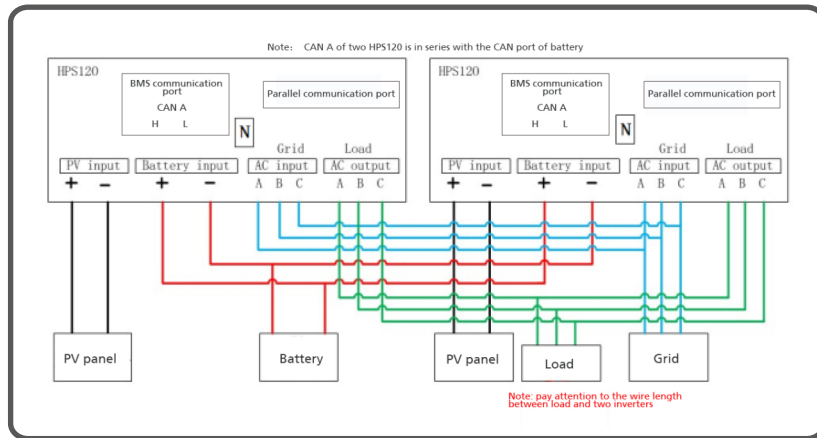 Note: CAN A of two HPS120 is in series with the CAN port of battery
HPS120
BMS communication
port
CAN A
H L
Parallel communication port
N
Grid
Load
PV input
Battery input
AC input
AC output
+ −
+ −
A B C
A B C
HPS120
BMS communication
port
CAN A
H L
Parallel communication port
N
Grid
Load
PV input
Battery input
AC input
AC output
+ −
+ −
A B C
A B C
PV panel
Battery
PV panel
Load
Grid
Note: pay attention to the wire length
between load and two inverters